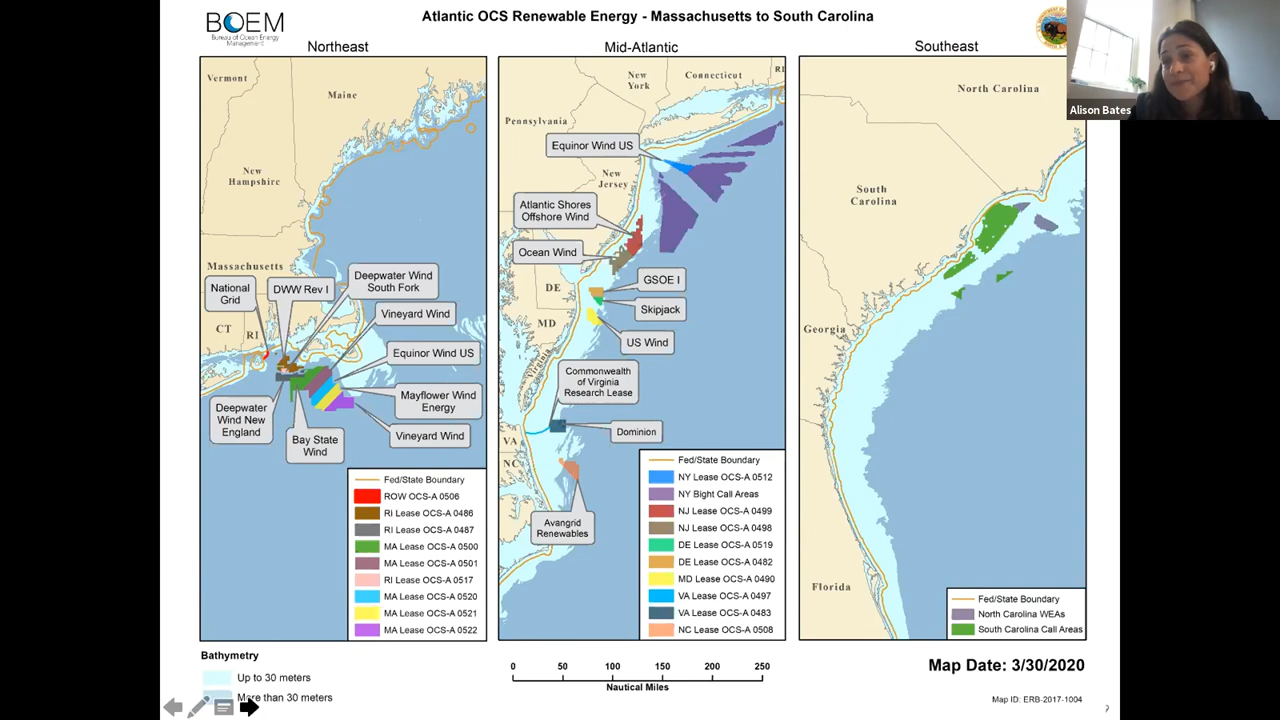 BOEM
Bureau of Ocean Energy
Management
Atlantic OCS Renewable Energy - Massachusetts to South Carolina
Northeast
Mid-Atlantic
Southeast
Alison Bates
Vermont
Maine
New
Hampshire
Massachusetts
CT
RI
National
Grid
DWW Rev I
Deepwater Wind
South Fork
Vineyard Wind
Equinor Wind US
Mayflower Wind
Energy
Vineyard Wind
Deepwater
Wind New
England
Bay State
Wind
Fed/State Boundary
ROW OCS-A 0506
RI Lease OCS-A 0486
RI Lease OCS-A 0487
MA Lease OCS-A 0500
MA Lease OCS-A 0501
RI Lease OCS-A 0517
MA Lease OCS-A 0520
MA Lease OCS-A 0521
MA Lease OCS-A 0522
New
York
Connecticut
RI
Pennsylvania
Equinor Wind US
New
Jersey
Atlantic Shores
Offshore Wind
Ocean Wind
DE
GSOE I
Skipjack
MD
US Wind
Virginia
Commonwealth
of Virginia
Research Lease
Dominion
VA
NC
Avangrid
Renewables
Fed/State Boundary
NY Lease OCS-A 0512
NY Bight Call Areas
NJ Lease OCS-A 0499
NJ Lease OCS-A 0498
DE Lease OCS-A 0519
DE Lease OCS-A 0482
MD Lease OCS-A 0490
VA Lease OCS-A 0497
VA Lease OCS-A 0483
NC Lease OCS-A 0508
North Carolina
South
Carolina
Georgia
Florida
Fed/State Boundary
North Carolina WEAs
South Carolina Call Areas
Bathymetry
Up to 30 meters
More than 30 meters
0 50 100 150 200 250
Nautical Miles
Map Date: 3/30/2020
Map ID: ERB-2017-1004